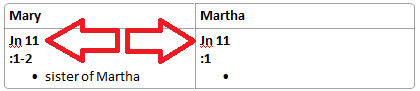 Mary Martha
Jn 11 Jn 11
:1-2 :1
• sister of Martha •